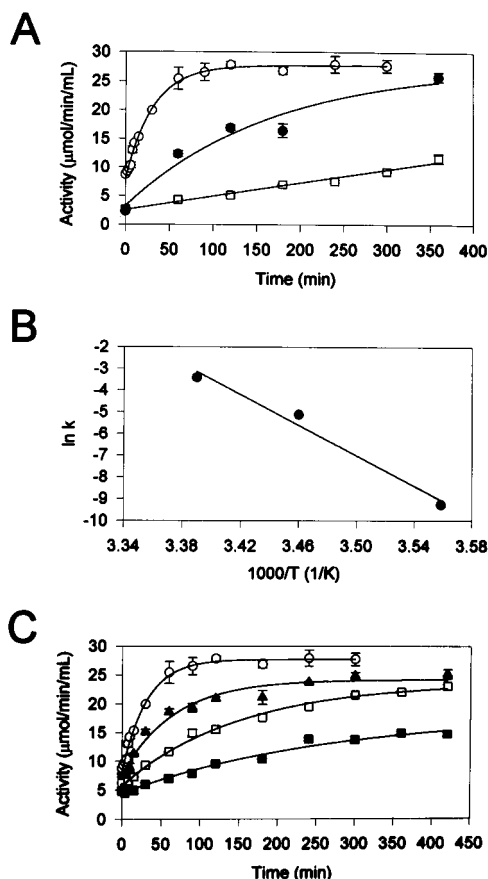 A
Activity (µmol/min/mL)
30
25
20
15
10
5
0
0 50 100 150 200 250 300 350 400
Time (min)
B
ln k
-2
-3
-4
-5
-6
-7
-8
-9
-10
3.34 3.38 3.42 3.46 3.50 3.54 3.58
1000/T (1/K)
C
Activity (µmol/min/mL)
30
25
20
15
10
5
0
0 50 100 150 200 250 300 350 400 450
Time (min)